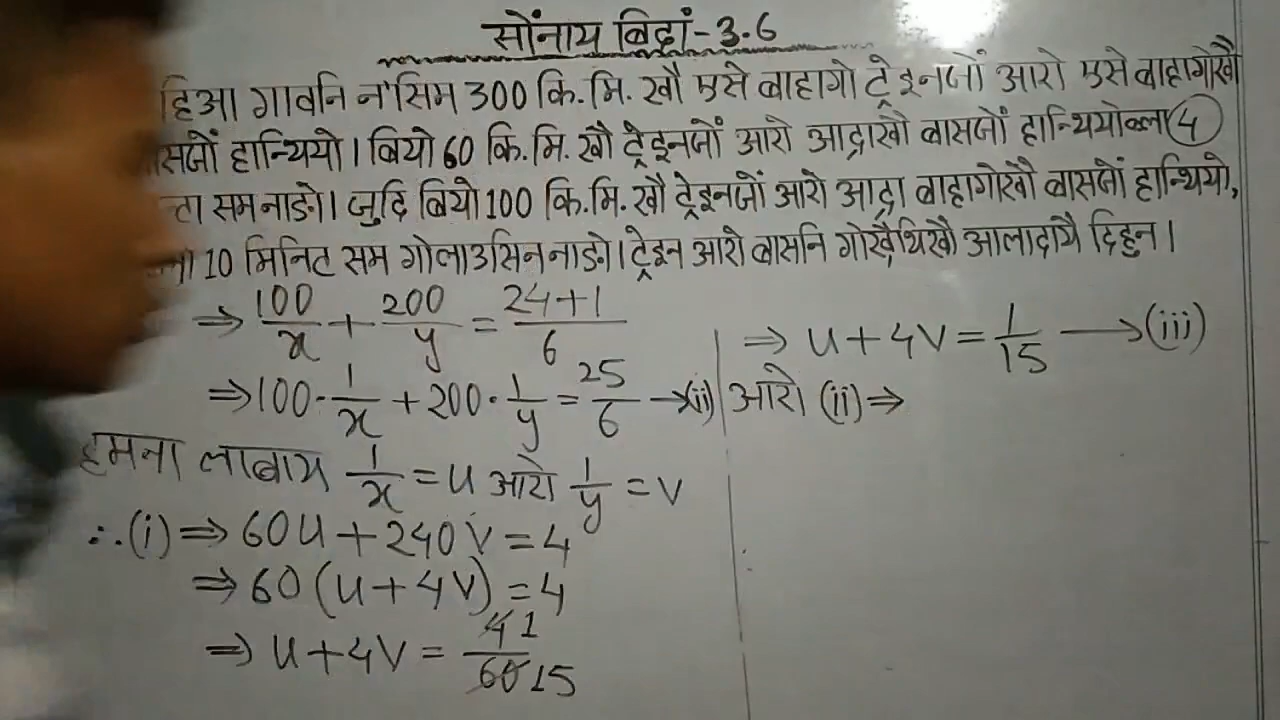 सोंनाय बिदां-3.6
हिआ गावनि न'सिम 300 कि.मि. खौ एसे बाहागो ट्रेइनजों आरो एसे बाहागोखौ
बासजों हान्थियो। बियो 60 कि.मि. खौ ट्रेइनजों आरो आद्राखौ बासजों हान्थियोब्ला 4
समनाङो। जुदि बियो 100 कि.मि. खौ ट्रेइनजों आरो आद्रा बाहागोखौ बासजों हान्थियो,
10 मिनिट सम गोलाउसिन नाङो। ट्रेइन आरो बासनि गोख्रैथिखौ आलादायै दिहुन।
⇒ 100/x + 200/y = 24+1/6
⇒ 100·1/x + 200·1/y = 25/6 →(ii)
हमना लाबाय 1/x = u आरो 1/y = v
∴(i) ⇒ 60u + 240v = 4
⇒ 60(u + 4v) = 4
⇒ u + 4v = 4 1/60 15
⇒ u + 4v = 1/15 ⟶(iii)
आरो (ii) ⇒